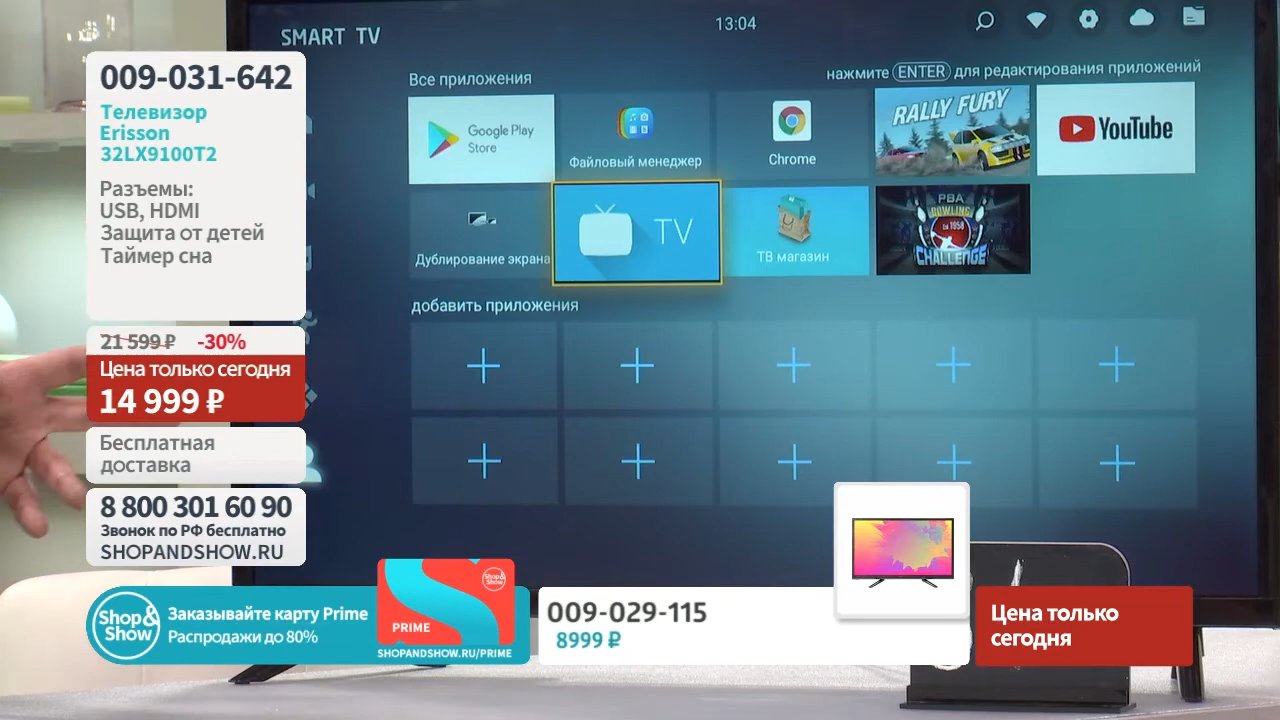 SMART TV
13:04
Все приложения
нажмите ENTER для редактирования приложений
Google Play
Store
Файловый менеджер
Chrome
RALLY FURY
YouTube
Дублирование экрана
TV
ТВ магазин
PBA
BOWLING
Est. 1958
CHALLENGE
добавить приложения
009-031-642
Телевизор
Erisson
32LX9100T2
Разъемы:
USB, HDMI
Защита от детей
Таймер сна
21 599 ₽ -30%
Цена только сегодня
14 999 ₽
Бесплатная
доставка
8 800 301 60 90
Звонок по РФ бесплатно
SHOPANDSHOW.RU
Shop&
Show
Заказывайте карту Prime
Распродажи до 80%
Shop&
Show
PRIME
SHOPANDSHOW.RU/PRIME
009-029-115
8999 ₽
Цена только
сегодня